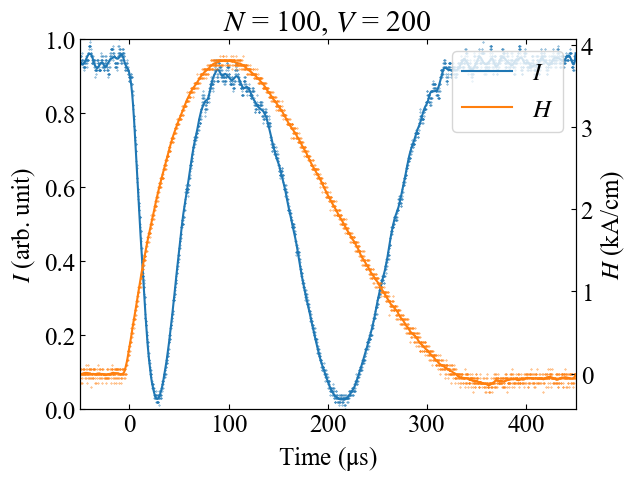 N = 100, V = 200
1.0
0.8
0.6
0.4
0.2
0.0
I (arb. unit)
I
H
4
3
2
1
0
H (kA/cm)
0 100 200 300 400
Time (μs)